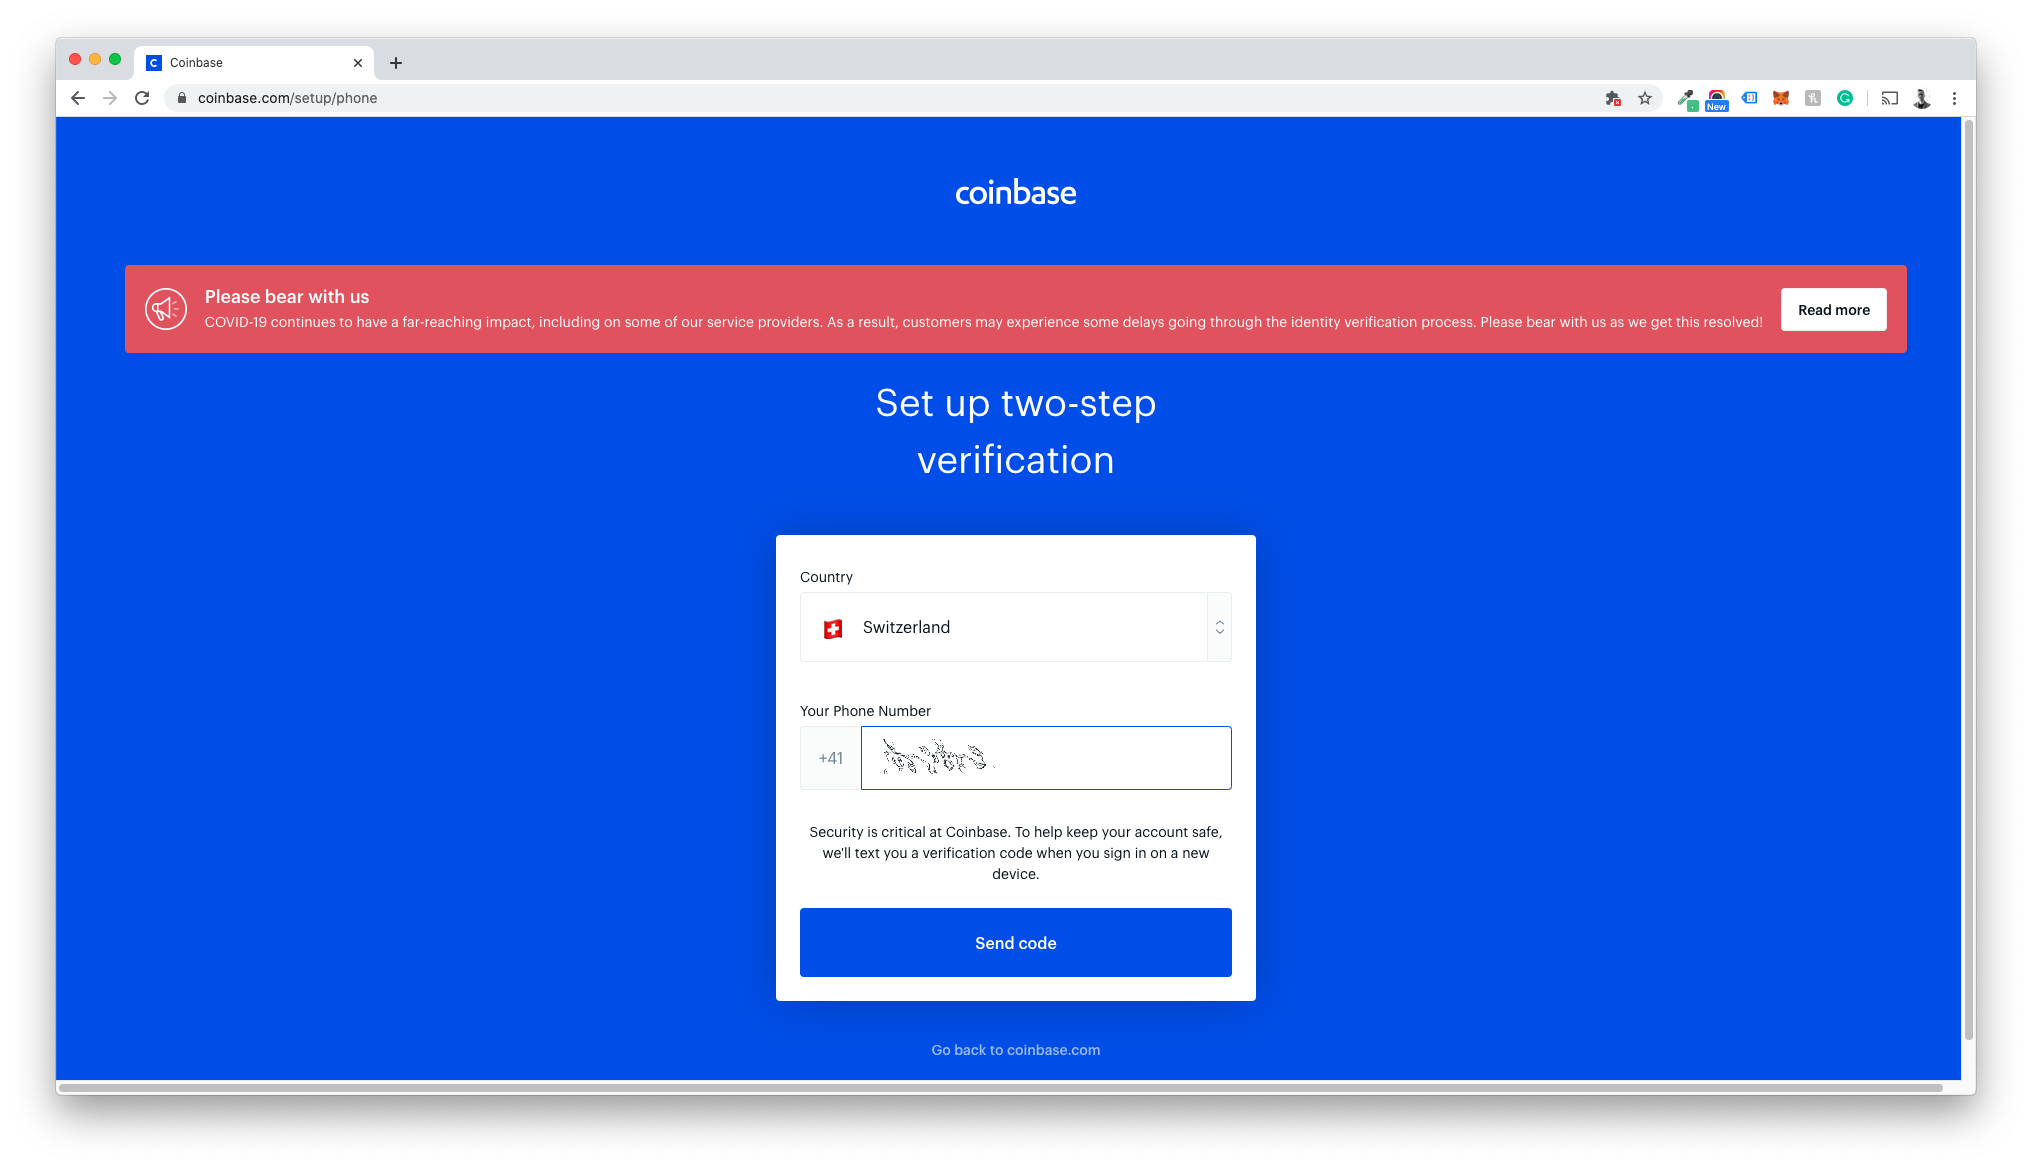 Coinbase
coinbase.com/setup/phone
New
coinbase
Please bear with us
COVID-19 continues to have a far-reaching impact, including on some of our service providers. As a result, customers may experience some delays going through the identity verification process. Please bear with us as we get this resolved!
Read more
Set up two-step
verification
Country
Switzerland
Your Phone Number
+41
Security is critical at Coinbase. To help keep your account safe,
we'll text you a verification code when you sign in on a new
device.
Send code
Go back to coinbase.com